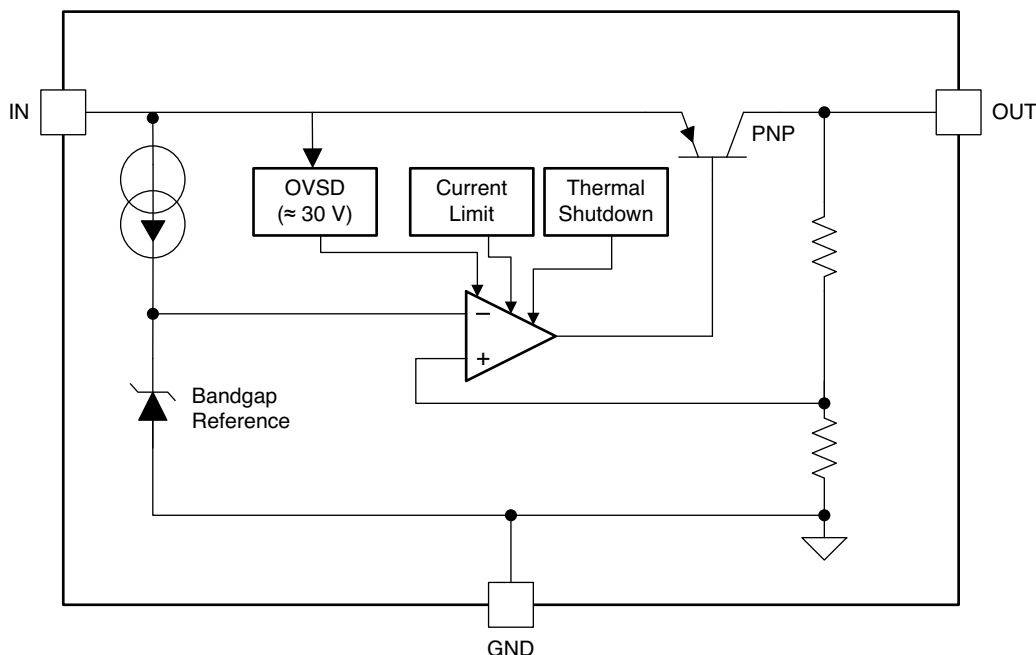 IN
OUT
PNP
OVSD
(≈ 30 V)
Current
Limit
Thermal
Shutdown
−
+
Bandgap
Reference
GND